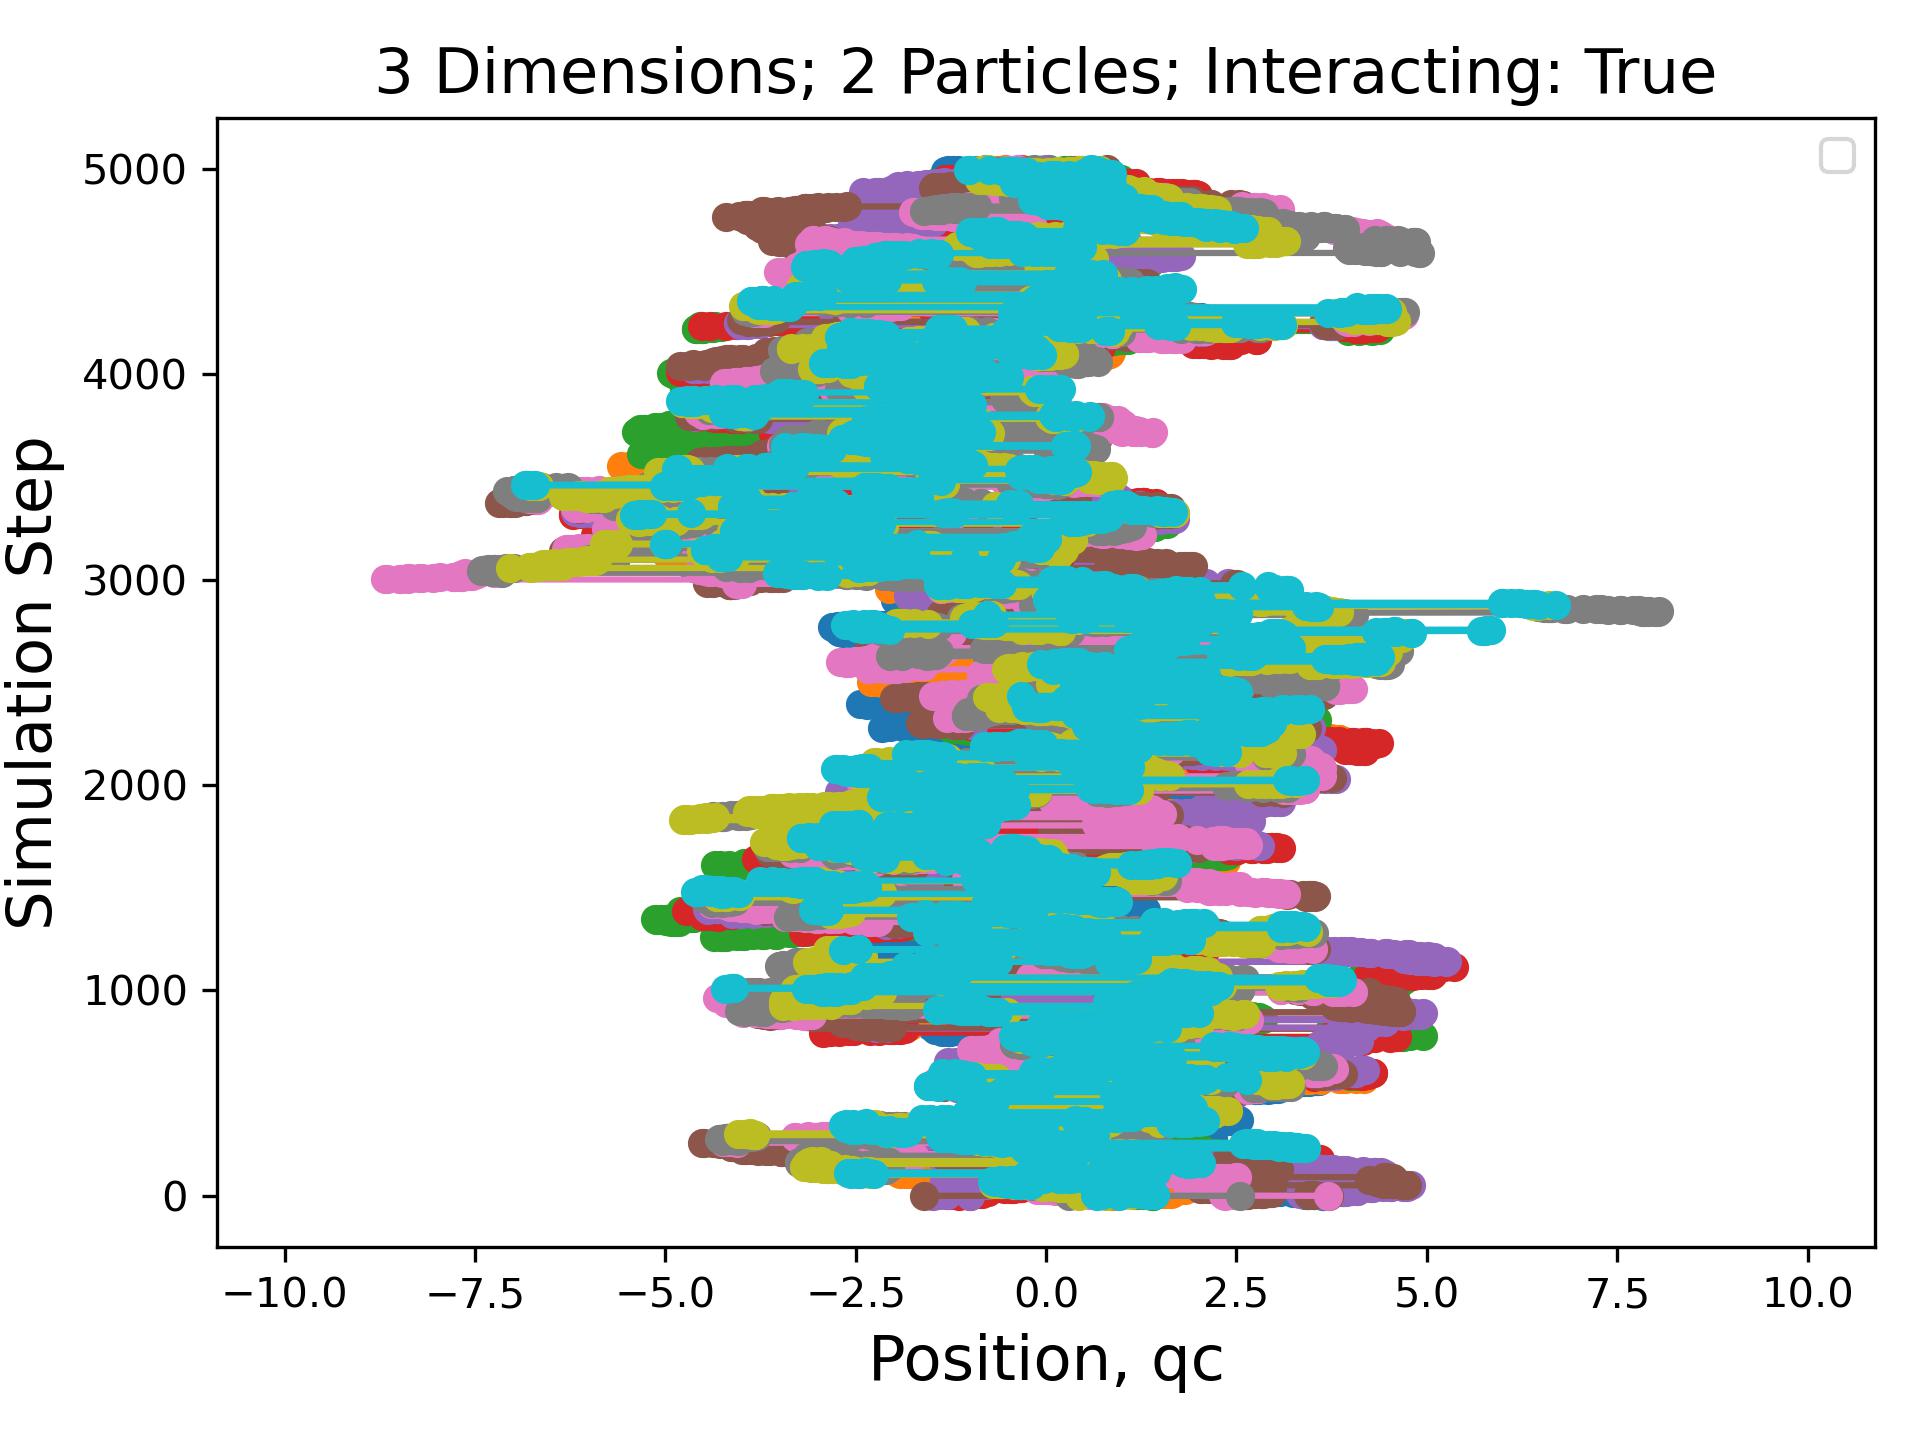 3 Dimensions; 2 Particles; Interacting: True
5000
4000
3000
2000
1000
0
Simulation Step
−10.0 −7.5 −5.0 −2.5 0.0 2.5 5.0 7.5 10.0
Position, qc